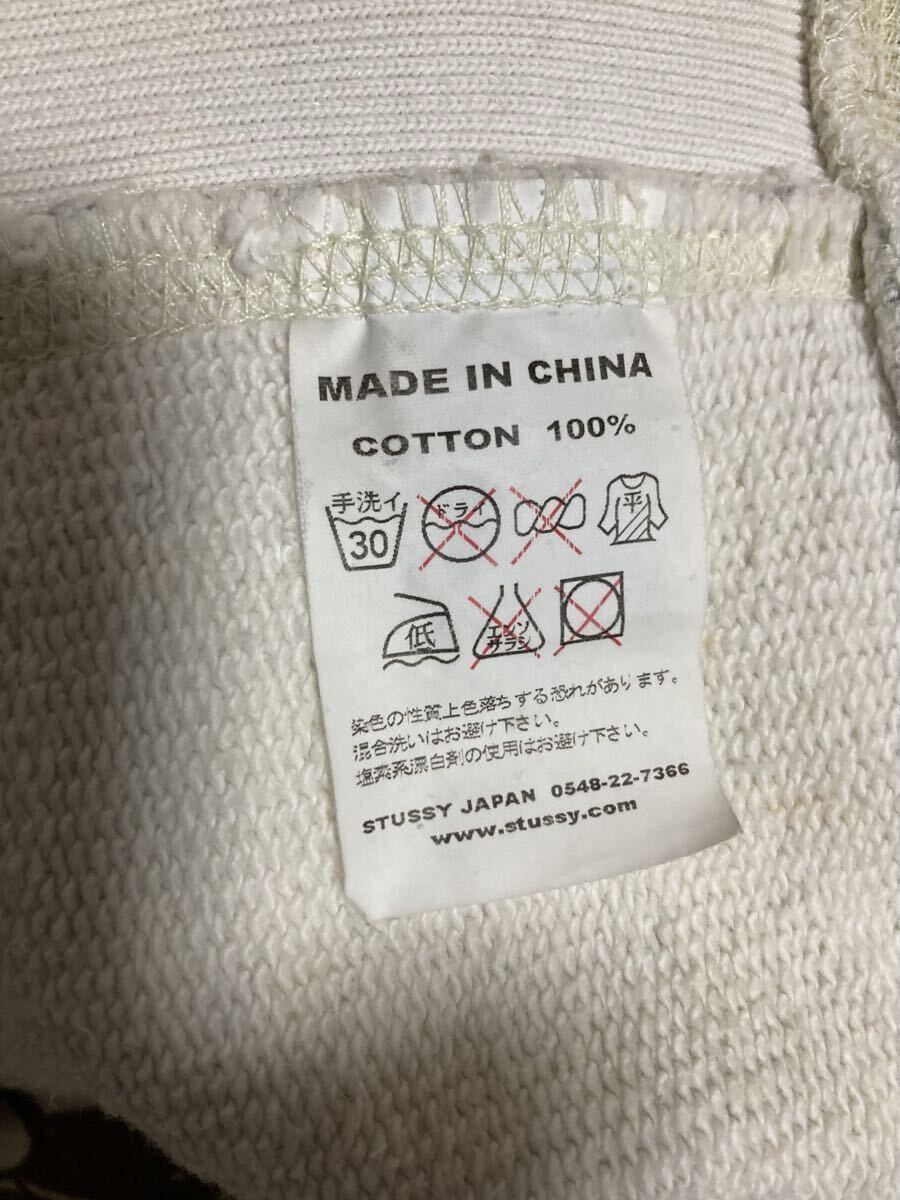 MADE IN CHINA
COTTON 100%
手洗イ ドライ 平
30
低 エンソ
サラシ
染色の性質上色落ちする恐れがあります。
混合洗いはお避け下さい。
塩素系漂白剤の使用はお避け下さい。
STUSSY JAPAN 0548-22-7366
www.stussy.com